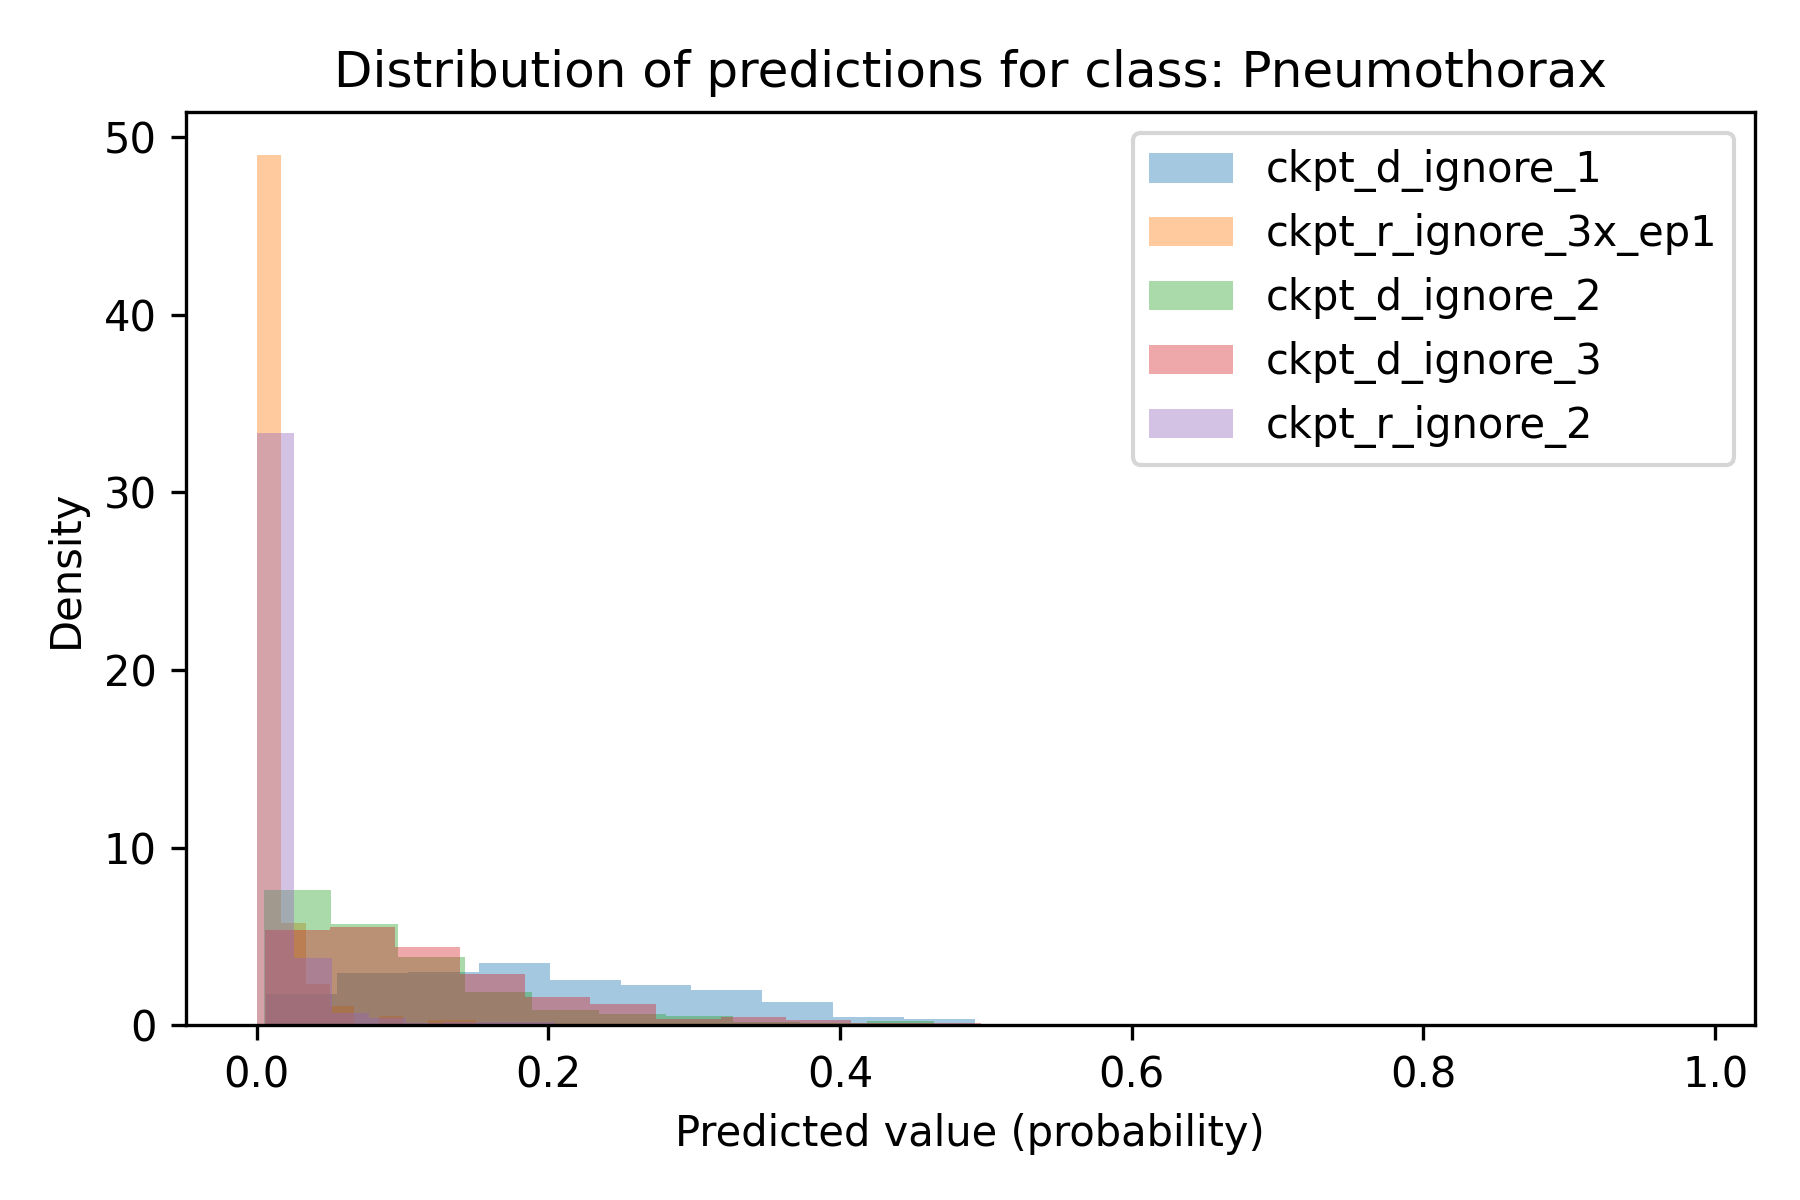 Distribution of predictions for class: Pneumothorax
50
40
30
20
10
0
Density
0.0 0.2 0.4 0.6 0.8 1.0
Predicted value (probability)
ckpt_d_ignore_1
ckpt_r_ignore_3x_ep1
ckpt_d_ignore_2
ckpt_d_ignore_3
ckpt_r_ignore_2